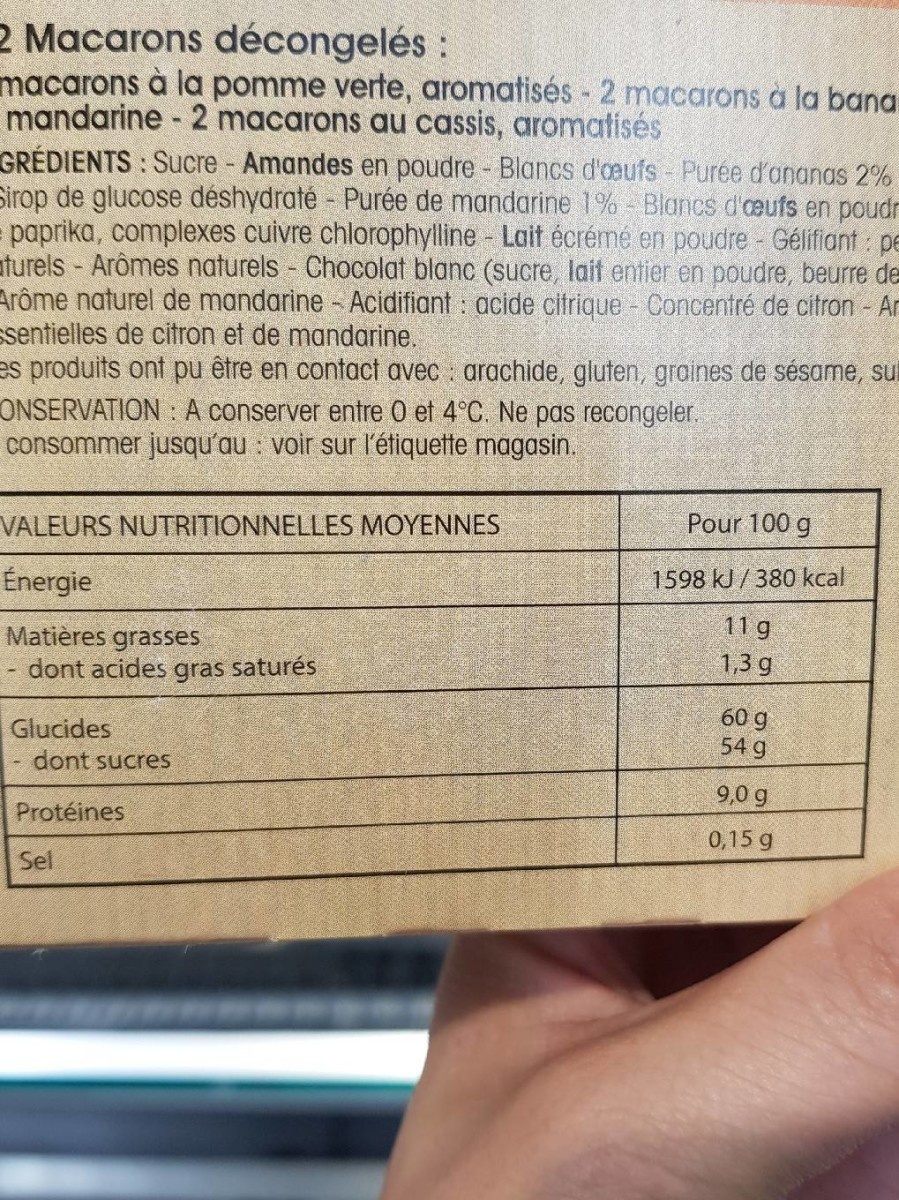 2 Macarons décongelés :
macarons à la pomme verte, aromatisés - 2 macarons à la bana
mandarine - 2 macarons au cassis, aromatisés
GRÉDIENTS : Sucre - Amandes en poudre - Blancs d'œufs - Purée d'ananas 2%
Sirop de glucose déshydraté - Purée de mandarine 1% - Blancs d'œufs en poudr
paprika, complexes cuivre chlorophylline - Lait écrémé en poudre - Gélifiant : pe
aturels - Arômes naturels - Chocolat blanc (sucre, lait entier en poudre, beurre de
Arôme naturel de mandarine - Acidifiant : acide citrique - Concentré de citron - Ar
ssentielles de citron et de mandarine.
es produits ont pu être en contact avec : arachide, gluten, graines de sésame, sul
ONSERVATION : A conserver entre 0 et 4°C. Ne pas recongeler.
consommer jusqu'au : voir sur l'étiquette magasin.
VALEURS NUTRITIONNELLES MOYENNES Pour 100 g
Énergie 1598 kJ / 380 kcal
Matières grasses 11 g
- dont acides gras saturés 1,3 g
Glucides 60 g
- dont sucres 54 g
Protéines 9,0 g
Sel 0,15 g